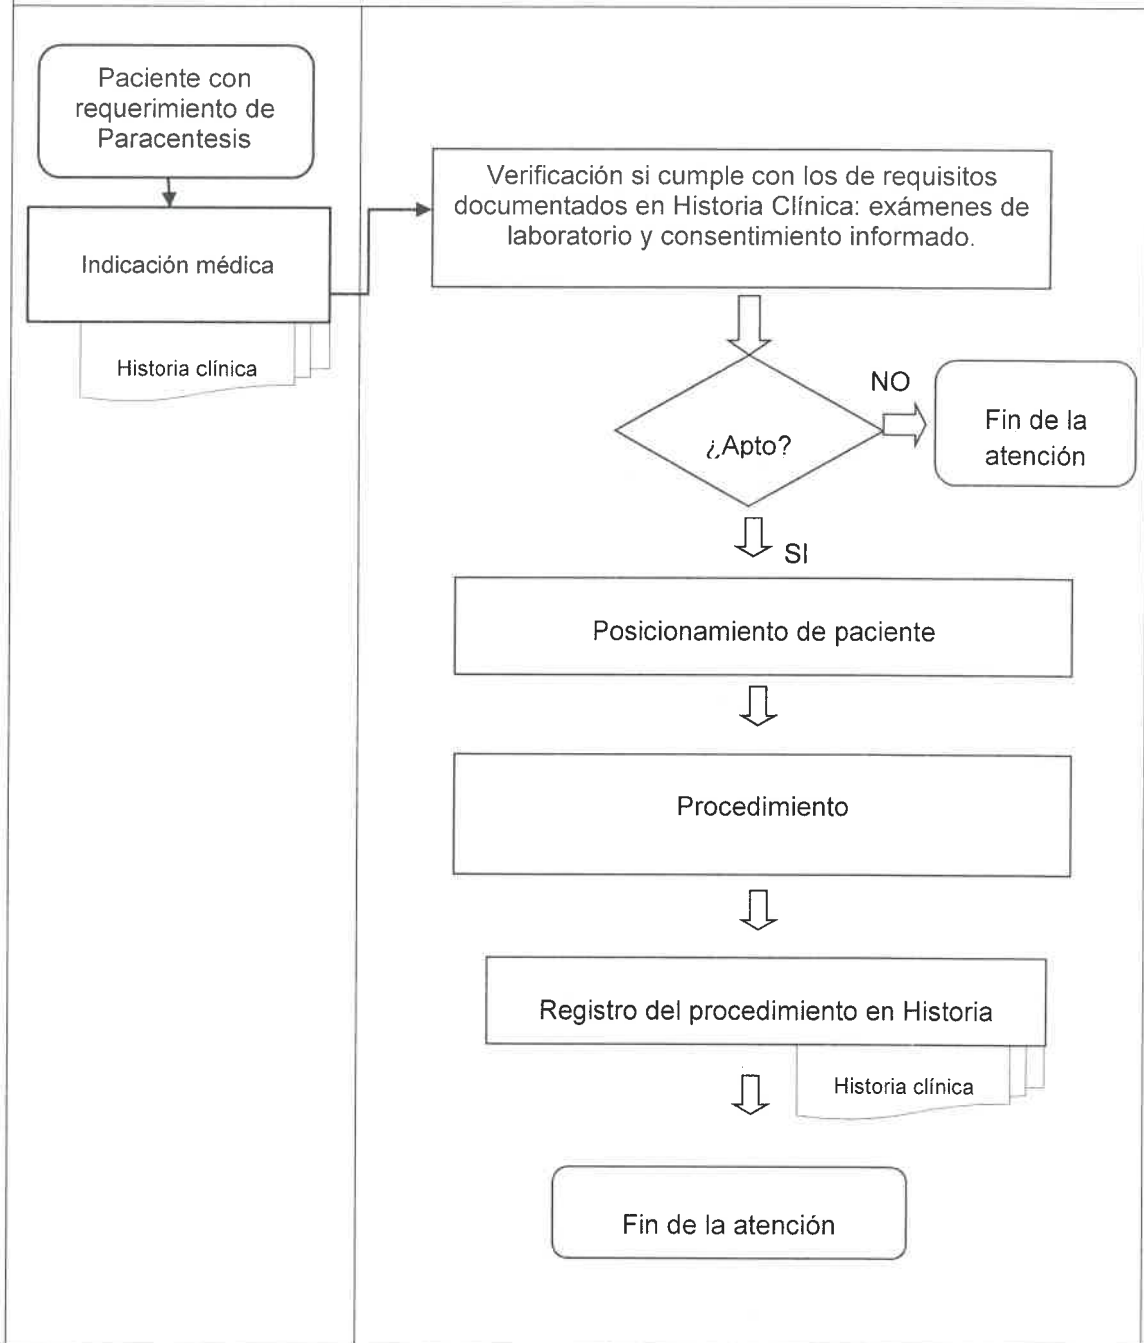 Paciente con
requerimiento de
Paracentesis
Indicación médica
Historia clínica
Verificación si cumple con los de requisitos
documentados en Historia Clínica: exámenes de
laboratorio y consentimiento informado.
¿Apto?
NO
Fin de la
atención
SI
Posicionamiento de paciente
Procedimiento
Registro del procedimiento en Historia
Historia clínica
Fin de la atención